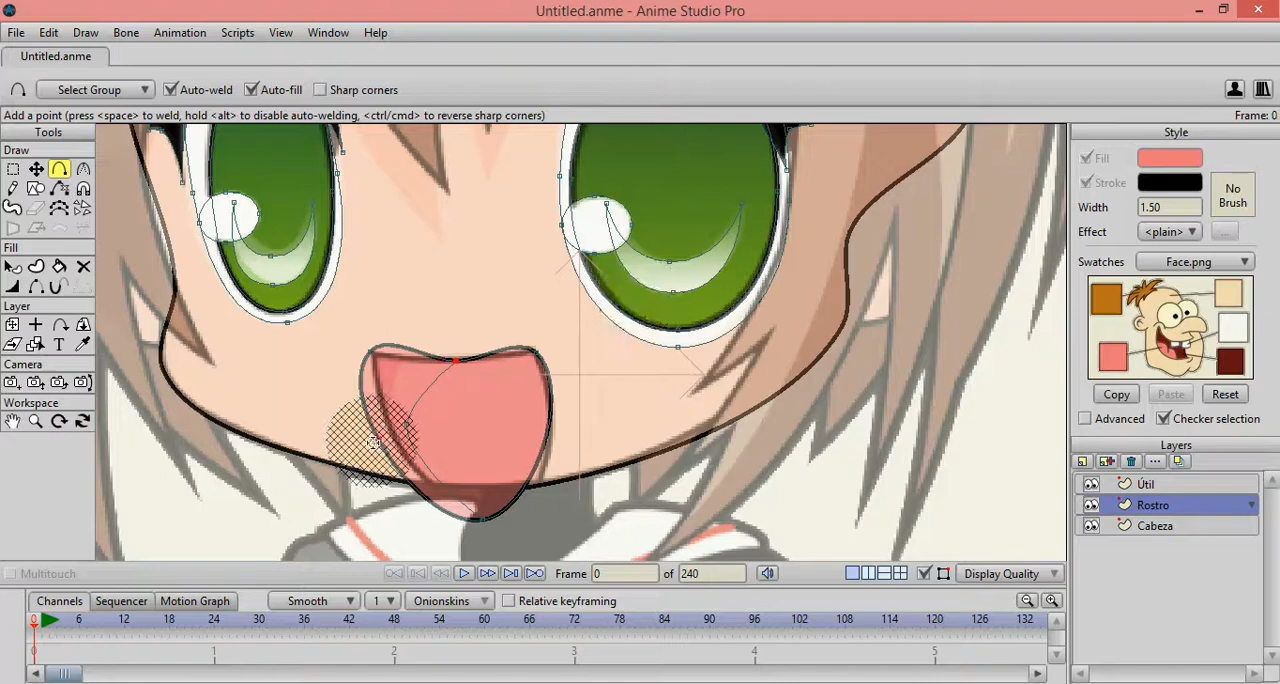 Untitled.anme - Anime Studio Pro
File Edit Draw Bone Animation Scripts View Window Help
Untitled.anme
Select Group Auto-weld Auto-fill Sharp corners
Add a point (press <space> to weld, hold <alt> to disable auto-welding, <ctrl/cmd> to reverse sharp corners) Frame: 0
Tools
Draw
Fill
Layer
Camera
Workspace
Style
Fill
Stroke
No Brush
Width 1.50
Effect <plain> ...
Swatches Face.png
Copy Paste Reset
Advanced Checker selection
Layers
Útil
Rostro
Cabeza
Multitouch Frame 0 of 240 Display Quality
Channels Sequencer Motion Graph Smooth 1 Onionskins Relative keyframing
0 6 12 18 24 30 36 42 48 54 60 66 72 78 84 90 96 102 108 114 120 126 132
0 1 2 3 4 5